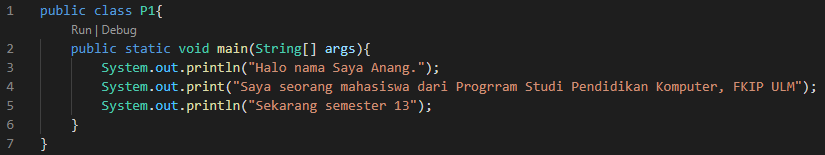 1 public class P1{
Run | Debug
2 public static void main(String[] args){
3 System.out.println("Halo nama Saya Anang.");
4 System.out.print("Saya seorang mahasiswa dari Progrram Studi Pendidikan Komputer, FKIP ULM");
5 System.out.println("Sekarang semester 13");
6 }
7 }